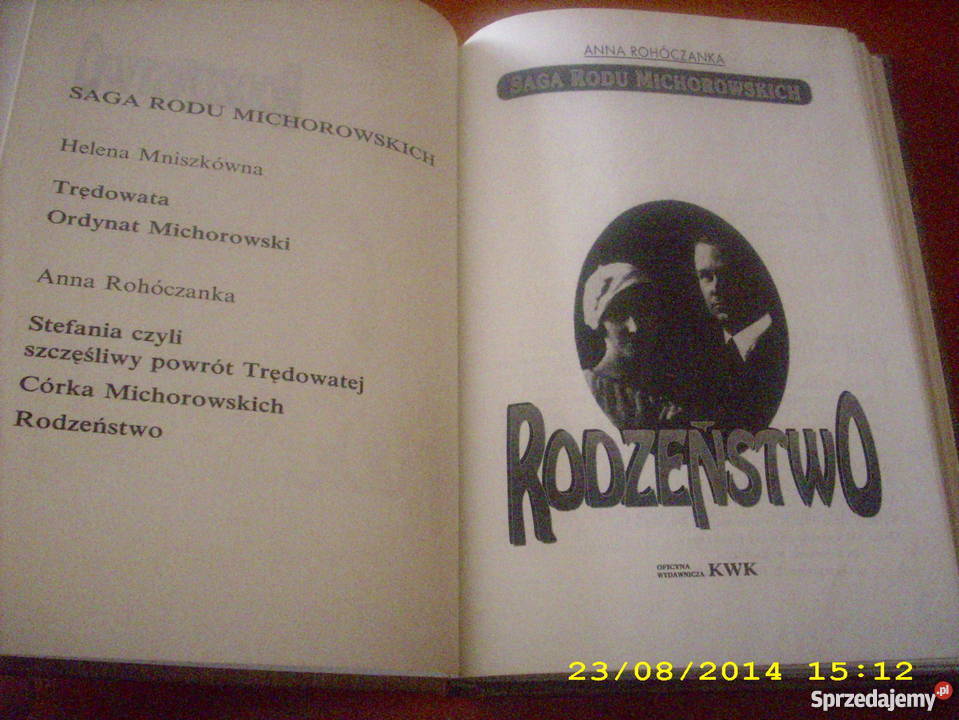 SAGA RODU MICHOROWSKICH
Helena Mniszkówna
Trędowata
Ordynat Michorowski
Anna Rohóczanka
Stefania czyli
szczęśliwy powrót Trędowatej
Córka Michorowskich
Rodzeństwo
ANNA ROHÓCZANKA
SAGA RODU MICHOROWSKICH
RODZEŃSTWO
OFICYNA
WYDAWNICZA KWK
23/08/2014 15:12
Sprzedajemy.pl